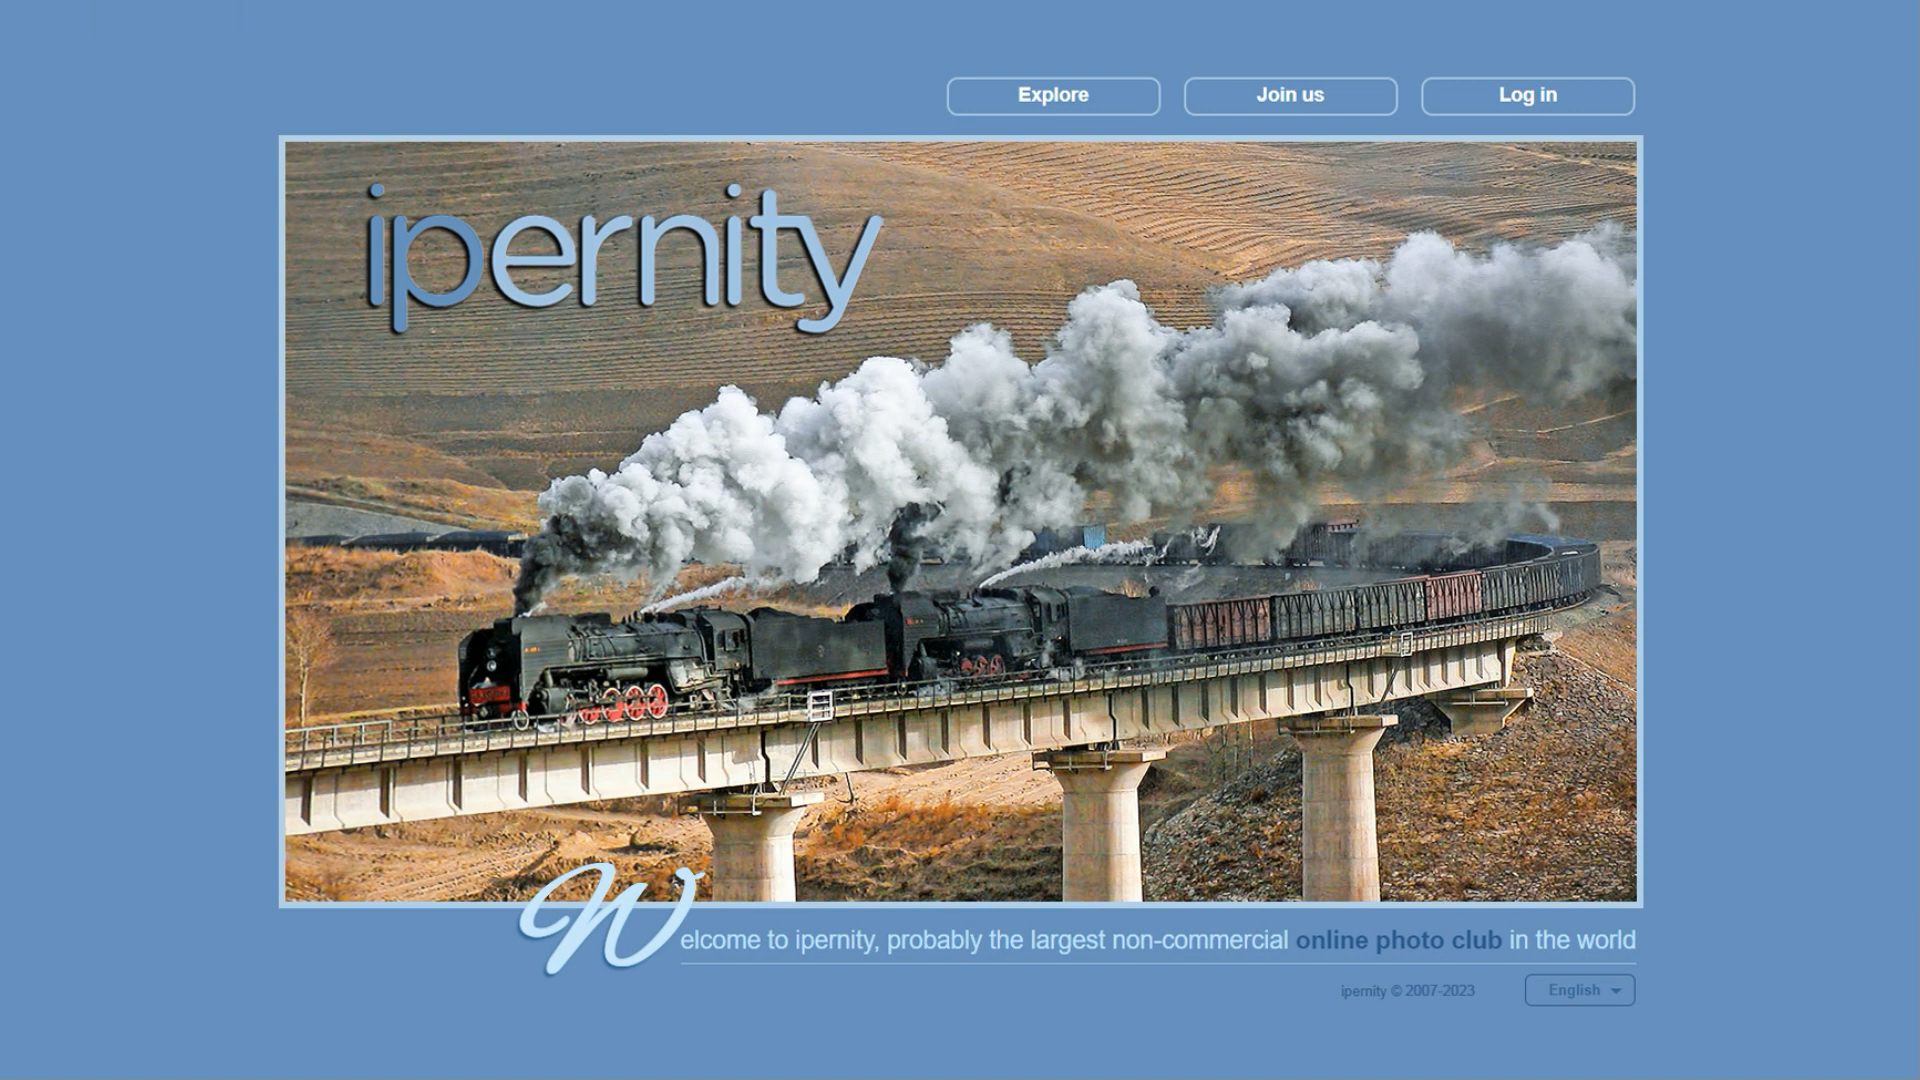 Explore
Join us
Log in
ipernity
Welcome to ipernity, probably the largest non-commercial online photo club in the world
ipernity © 2007-2023
English